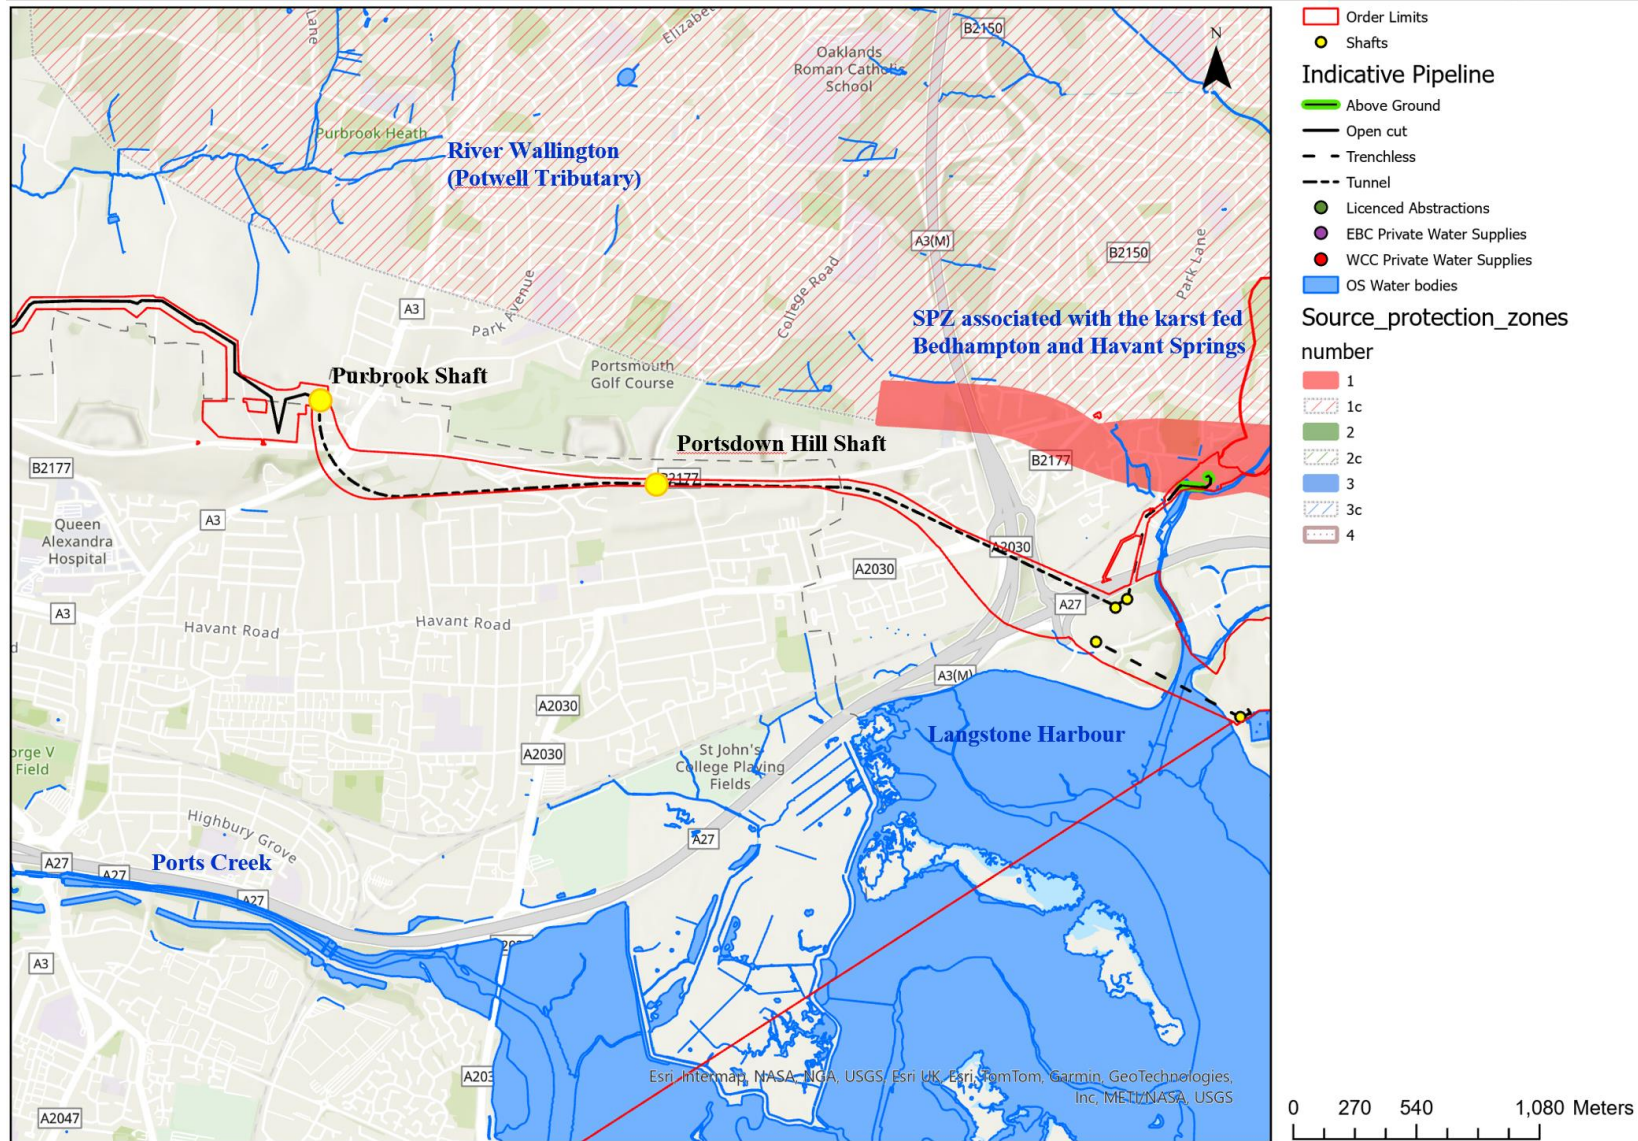 Lane
Elizabe
B2150
Oaklands
Roman Catholic
School
N
Purbrook Heath
River Wallington
(Potwell Tributary)
A3(M)
B2150
Park Lane
A3
Park Avenue
College Road
SPZ associated with the karst fed
Bedhampton and Havant Springs
Purbrook Shaft
Portsmouth
Golf Course
Portsdown Hill Shaft
B2177
B2177
B2177
Queen
Alexandra
Hospital
A3
A2030
A2030
A27
A3
Havant Road
Havant Road
d
A3(M)
A2030
Langstone Harbour
A2030
orge V
Field
St John's
College Playing
Fields
Highbury Grove
A27
Ports Creek
A27
A27
A27
A3
A203
A2047
Esri, Intermap, NASA, NGA, USGS, Esri UK, Esri, TomTom, Garmin, GeoTechnologies,
Inc, METI/NASA, USGS
Order Limits
Shafts
Indicative Pipeline
Above Ground
Open cut
Trenchless
Tunnel
Licenced Abstractions
EBC Private Water Supplies
WCC Private Water Supplies
OS Water bodies
Source_protection_zones
number
1
1c
2
2c
3
3c
4
0 270 540 1,080 Meters